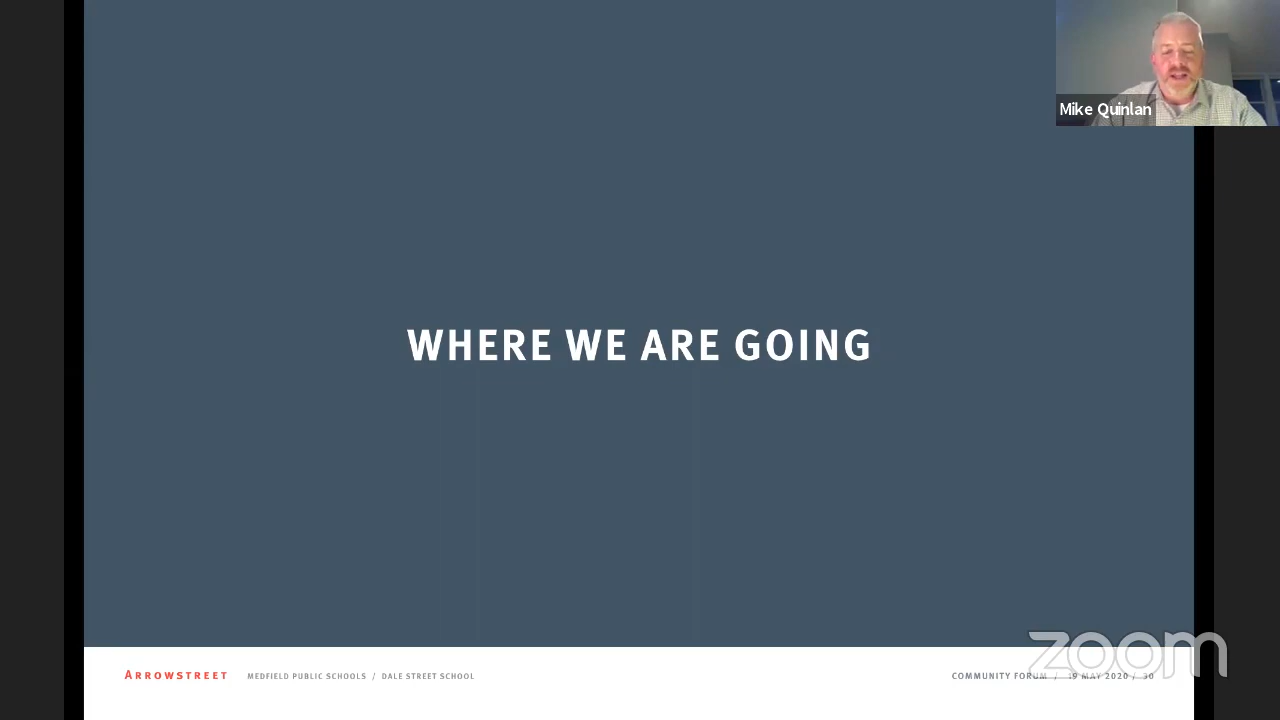 Mike Quinlan
WHERE WE ARE GOING
ARROWSTREET MEDFIELD PUBLIC SCHOOLS / DALE STREET SCHOOL
COMMUNITY FORUM / 19 MAY 2020 / 30
zoom